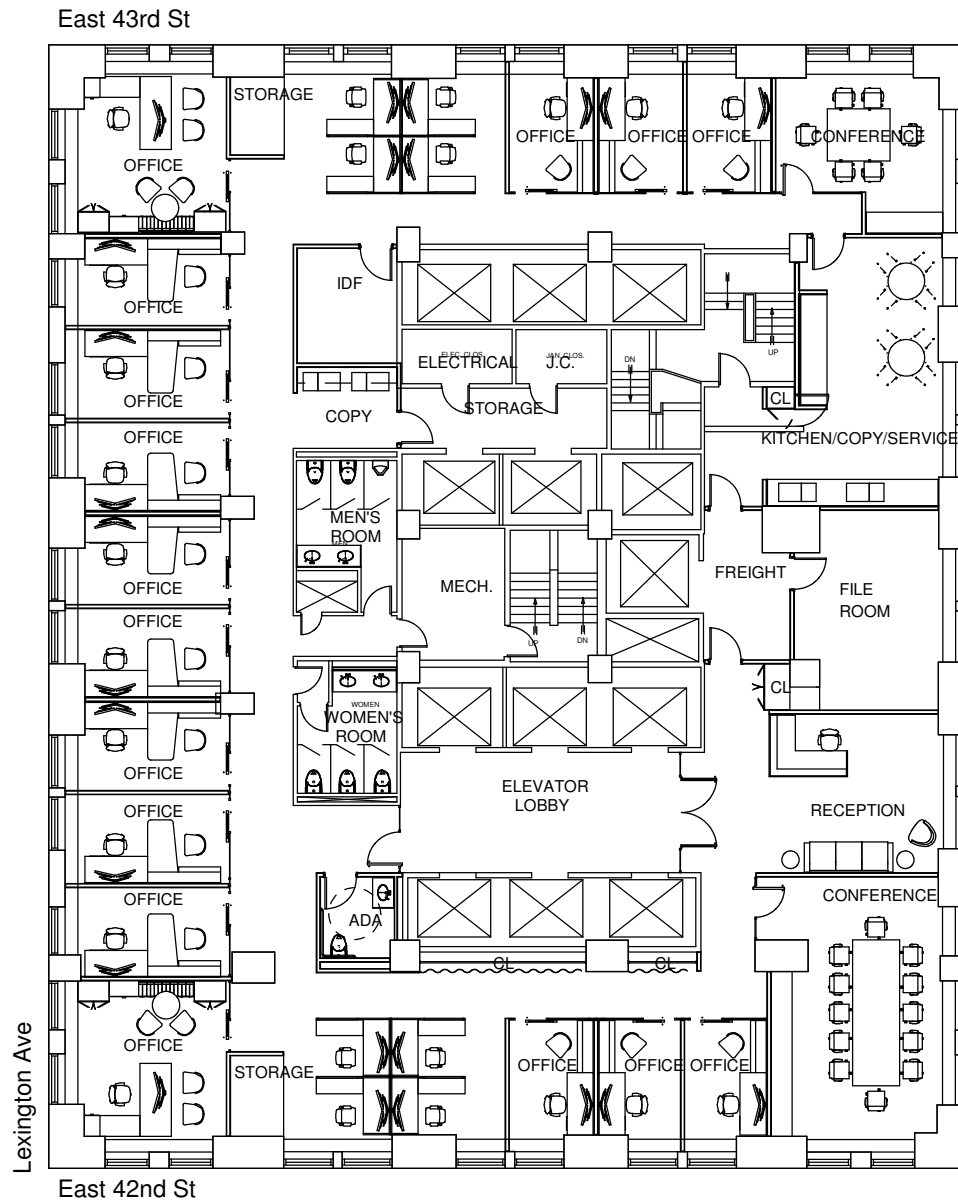 East 43rd St
STORAGE
OFFICE
OFFICE
OFFICE
OFFICE
CONFERENCE
IDF
OFFICE
ELEC. CLOS.
ELECTRICAL
JAN. CLOS.
J.C.
DN
UP
OFFICE
COPY
STORAGE
CL
KITCHEN/COPY/SERVICE
OFFICE
MEN'S
ROOM
MEN
OFFICE
MECH.
FREIGHT
FILE
ROOM
OFFICE
UP
DN
CL
WOMEN
WOMEN'S
ROOM
OFFICE
ELEVATOR
LOBBY
RECEPTION
OFFICE
OFFICE
CONFERENCE
ADA
CL
CL
OFFICE
STORAGE
OFFICE
OFFICE
OFFICE
Lexington Ave
East 42nd St